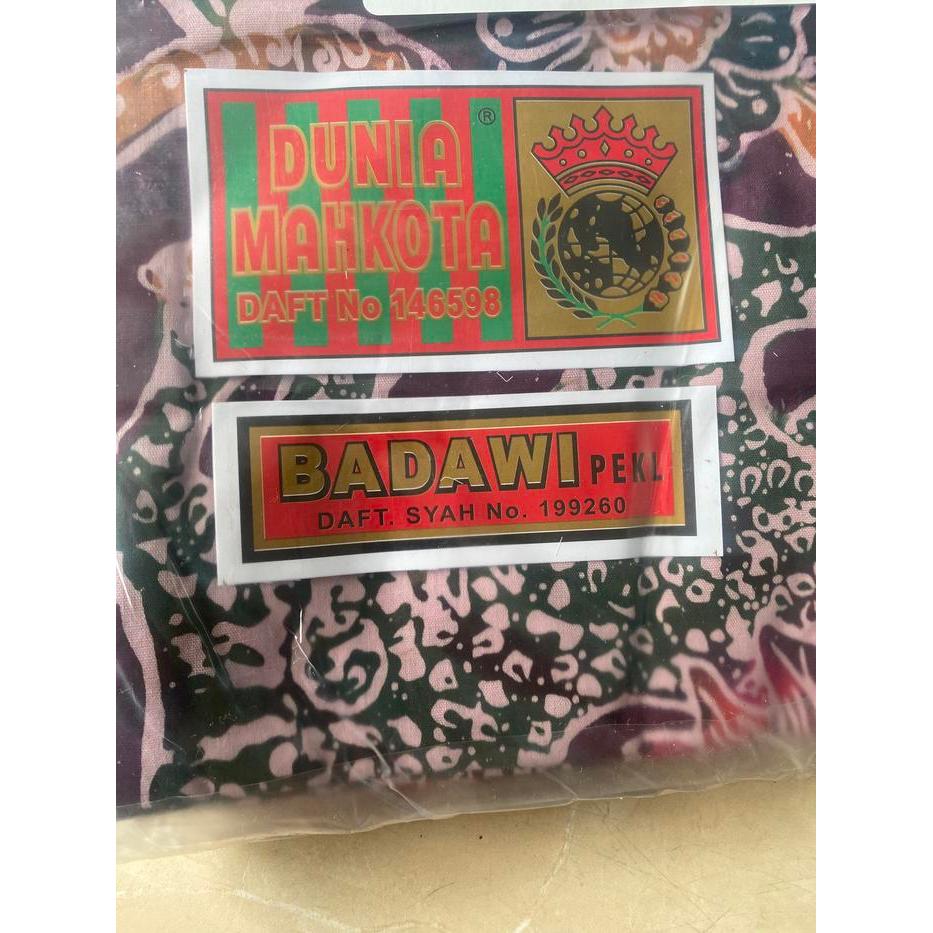 DUNIA ®
MAHKOTA
DAFT No 146598
BADAWI PEKL
DAFT. SYAH No. 199260